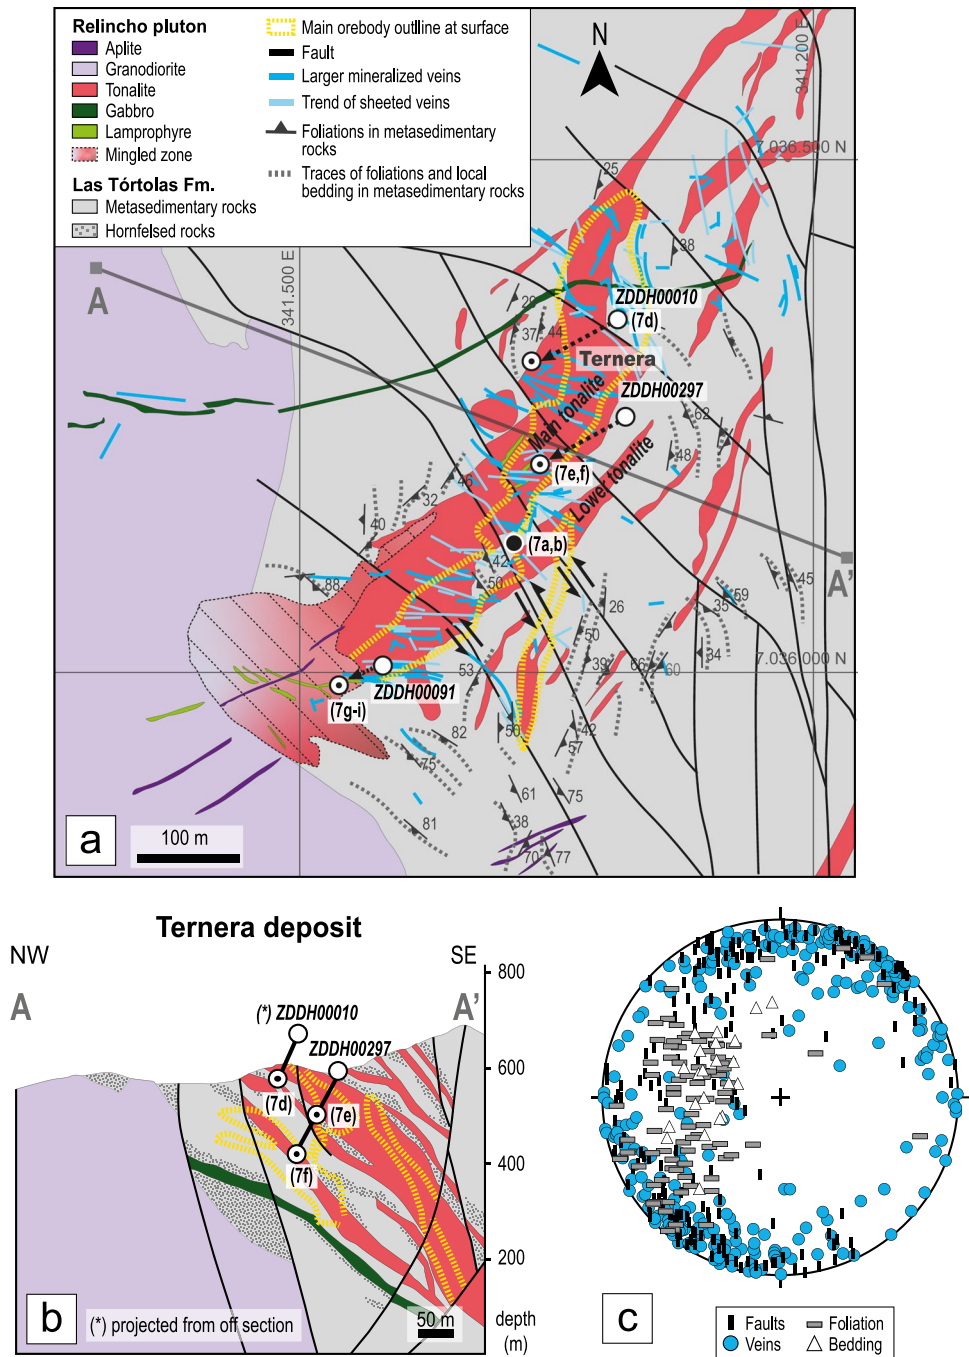 Relincho pluton
Aplite
Granodiorite
Tonalite
Gabbro
Lamprophyre
Mingled zone
Las Tórtolas Fm.
Metasedimentary rocks
Hornfelsed rocks
Main orebody outlline at surface
Fault
Larger mineralized veins
Trend of sheeted veins
Foliations in metasedimentary
rocks
Traces of foliations and local
bedding in metasedimentary rocks
N
341.200 E
7 036.500 N
25
38
A
341.500 E
ZDDH00010
(7d)
29
37
44
Ternera
ZDDH00297
Main tonalite
62
48
46
32
(7e,f)
Lower tonalite
40
(7a,b)
42
50
88
A'
45
59
35
26
50
34
39
66
60
7.036.000 N
53
ZDDH00091
(7g-i)
50
42
57
82
75
61
75
81
38
70
77
a
100 m
Ternera deposit
NW
SE
A
A'
800
(*) ZDDH00010
ZDDH00297
600
(7d)
(7e)
400
(7f)
200
b
(*) projected from off section
50 m
depth
(m)
c
Faults
Foliation
Veins
Bedding